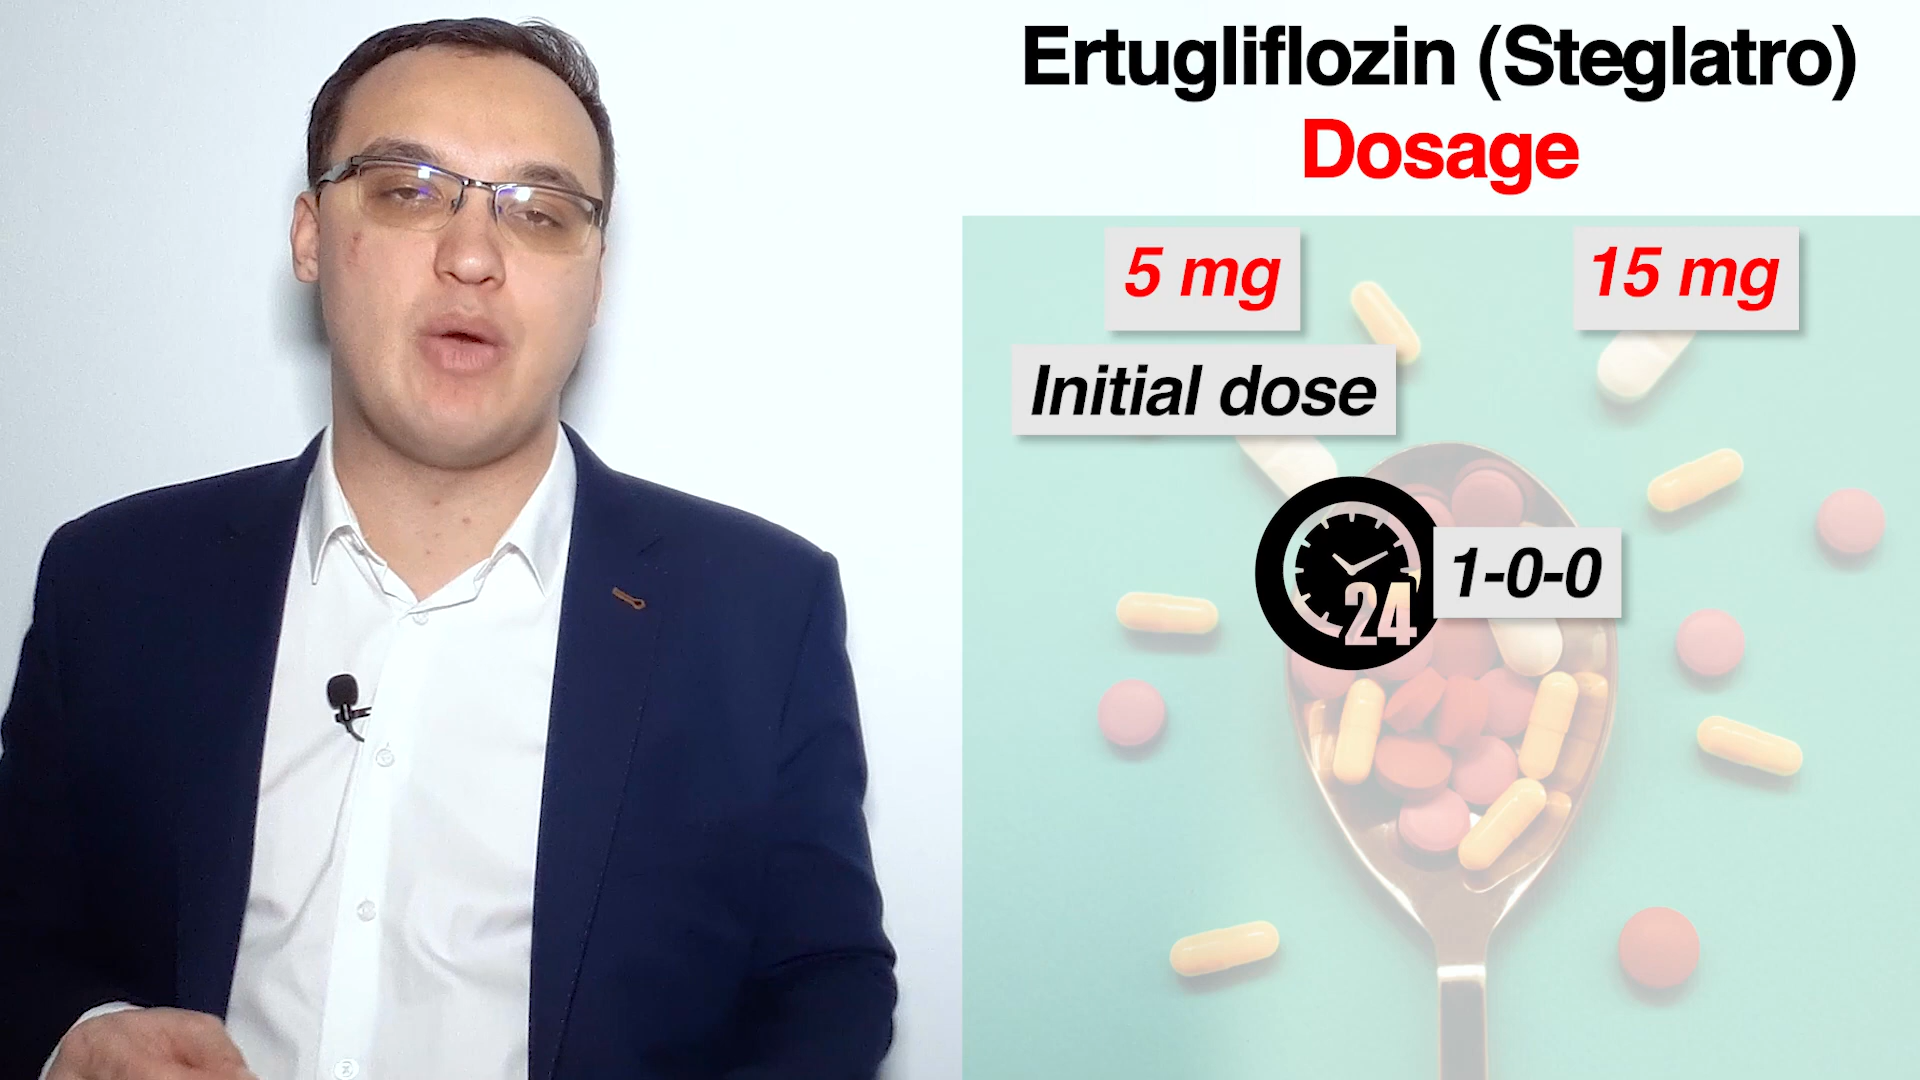 Ertugliflozin (Steglatro)
Dosage
5 mg
15 mg
Initial dose
24
1-0-0